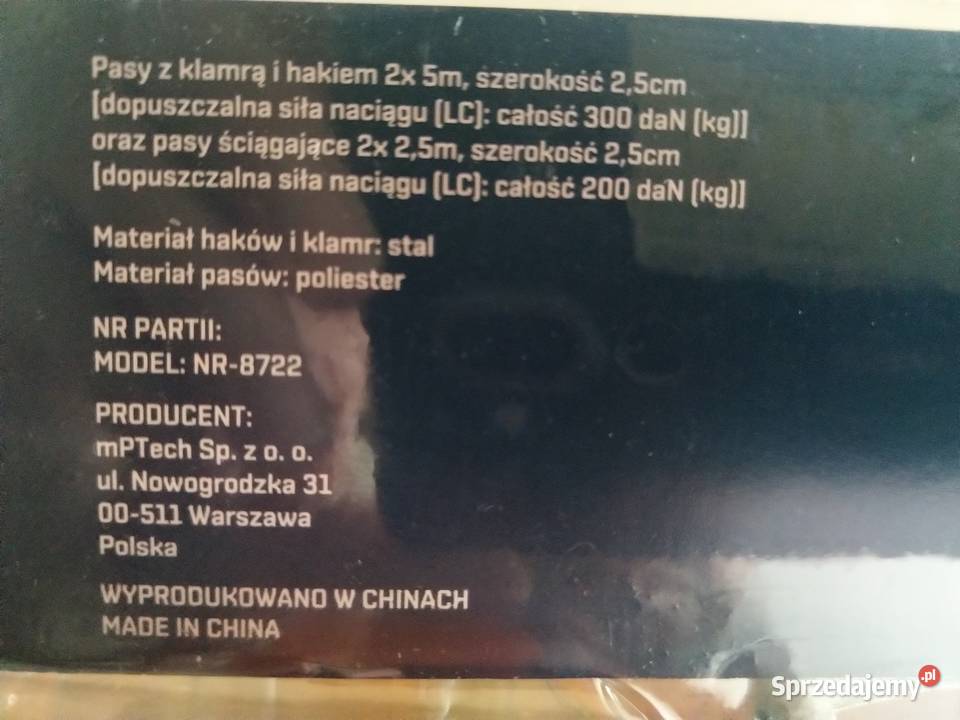 Pasy z klamrą i hakiem 2x 5m, szerokość 2,5cm
[dopuszczalna siła naciągu (LC): całość 300 daN (kg)]
oraz pasy ściągające 2x 2,5m, szerokość 2,5cm
[dopuszczalna siła naciągu (LC): całość 200 daN (kg)]
Materiał haków i klamr: stal
Materiał pasów: poliester
NR PARTII:
MODEL: NR-8722
PRODUCENT:
mPTech Sp. z o. o.
ul. Nowogrodzka 31
00-511 Warszawa
Polska
WYPRODUKOWANO W CHINACH
MADE IN CHINA
Sprzedajemy.pl